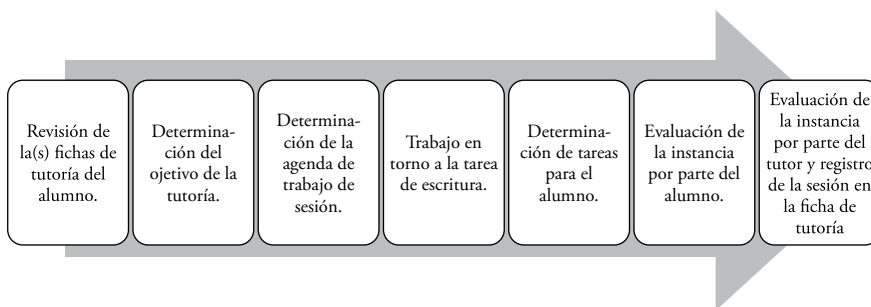 Revisión de
la(s) fichas de
tutoría del
alumno.
Determina-
ción del
ojetivo de la
tutoría.
Determina-
ción de la
agenda de
trabajo de
sesión.
Trabajo en
torno a la tarea
de escritura.
Determina-
ción de tareas
para el
alumno.
Evaluación de
la instancia
por parte del
alumno.
Evaluación de
la instancia
por parte del
tutor y registro
de la sesión en
la ficha de
tutoría